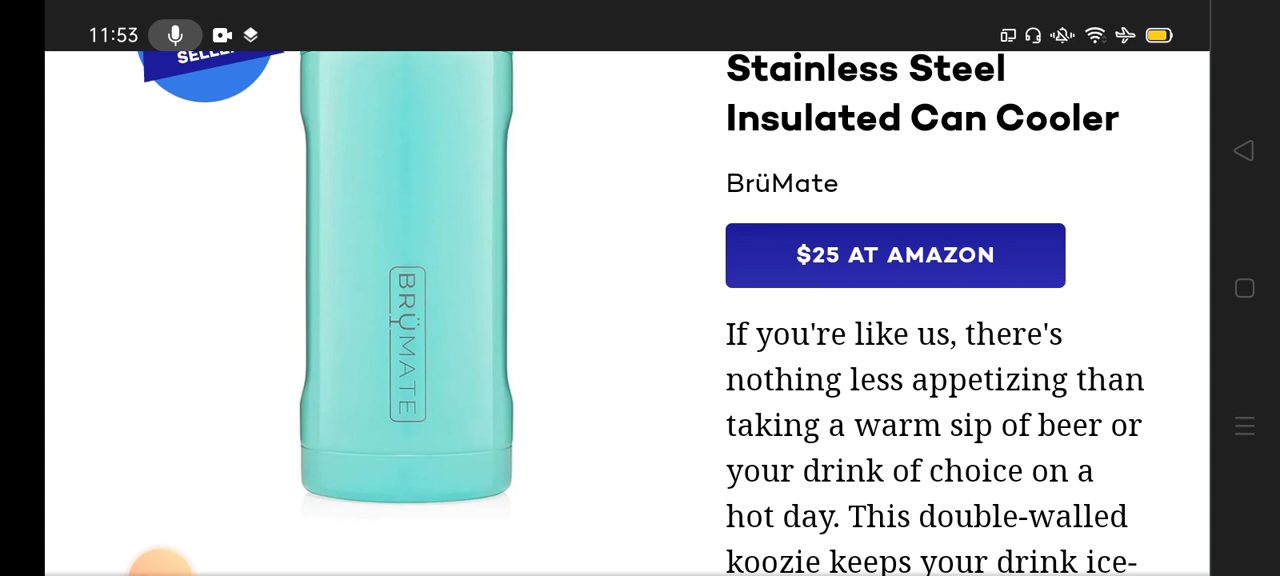 11:53
Stainless Steel
Insulated Can Cooler
BrüMate
$25 AT AMAZON
BRÜMATE
If you're like us, there's
nothing less appetizing than
taking a warm sip of beer or
your drink of choice on a
hot day. This double-walled
koozie keeps your drink ice-